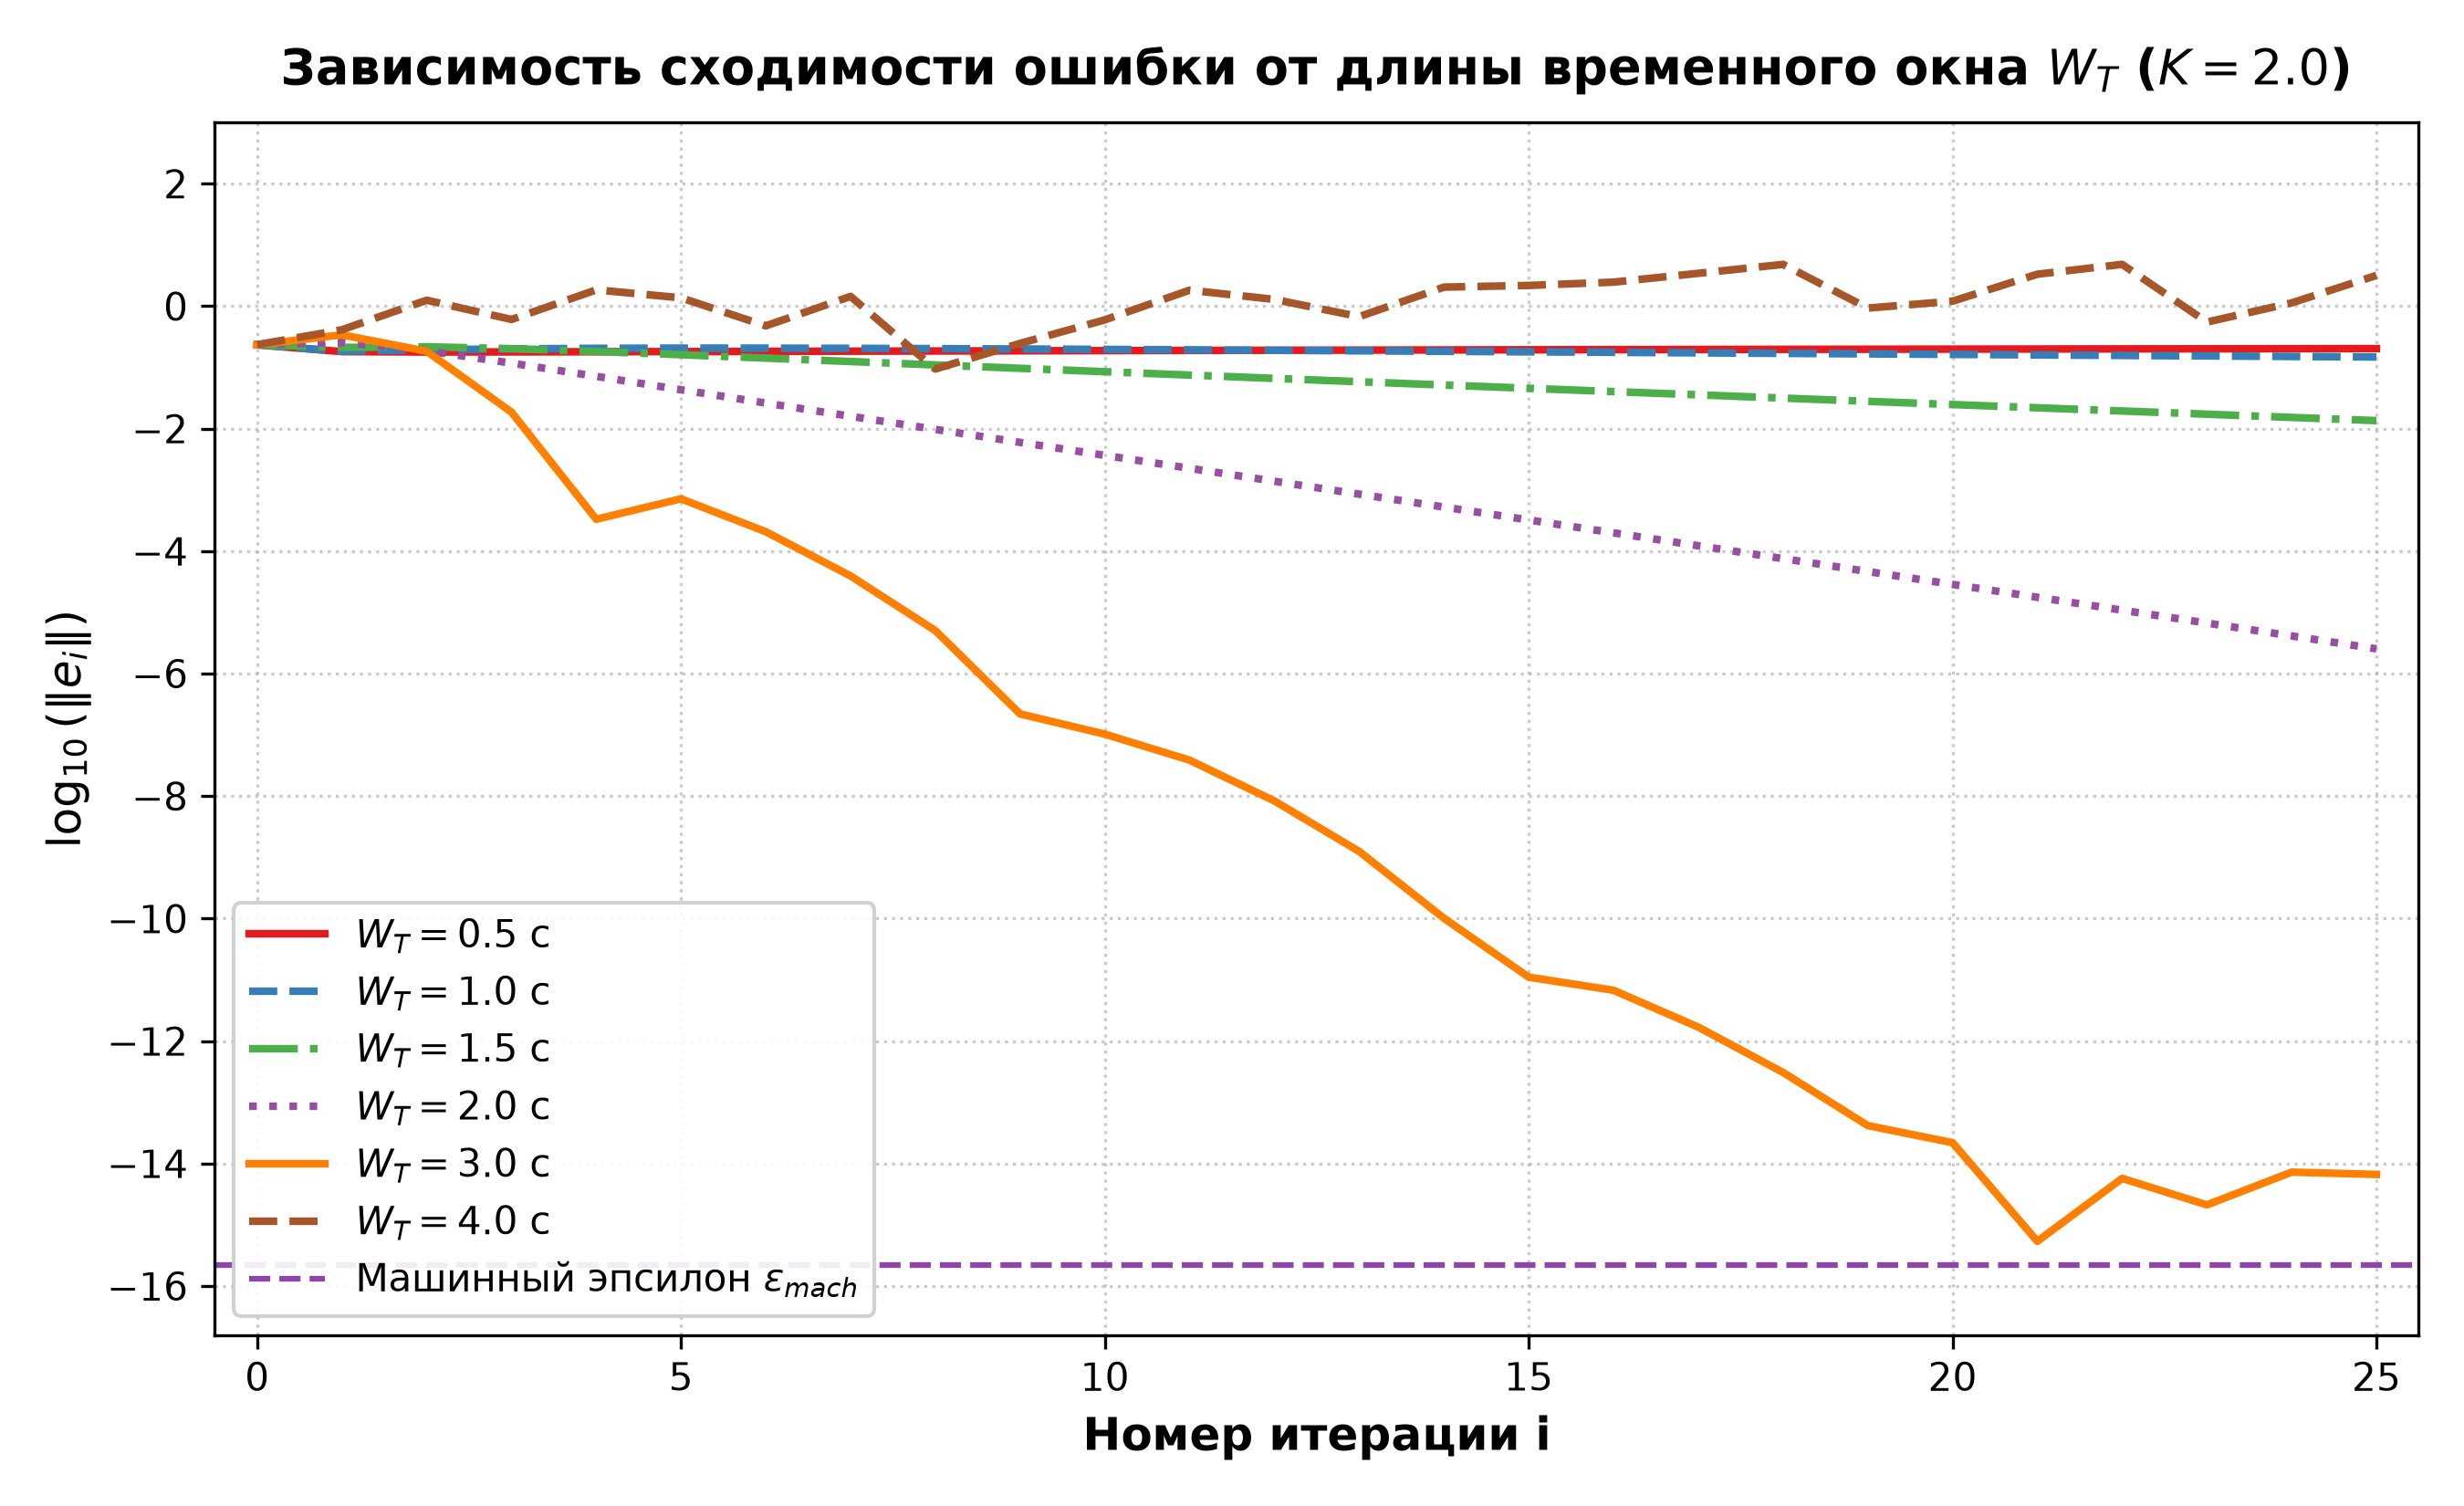 Зависимость сходимости ошибки от длины временного окна W_T (K = 2.0)
log₁₀ (‖e_i‖)
2
0
−2
−4
−6
−8
−10
−12
−14
−16
W_T = 0.5 с
W_T = 1.0 с
W_T = 1.5 с
W_T = 2.0 с
W_T = 3.0 с
W_T = 4.0 с
Машинный эпсилон ε_mach
0 5 10 15 20 25
Номер итерации i